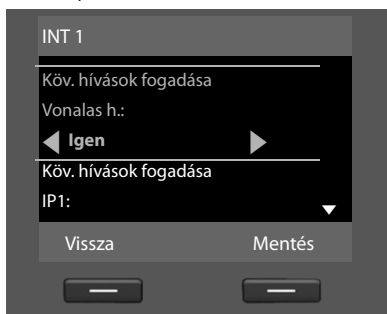 INT 1
Köv. hívások fogadása
Vonalas h.:
Igen
Köv. hívások fogadása
IP1:
Vissza Mentés